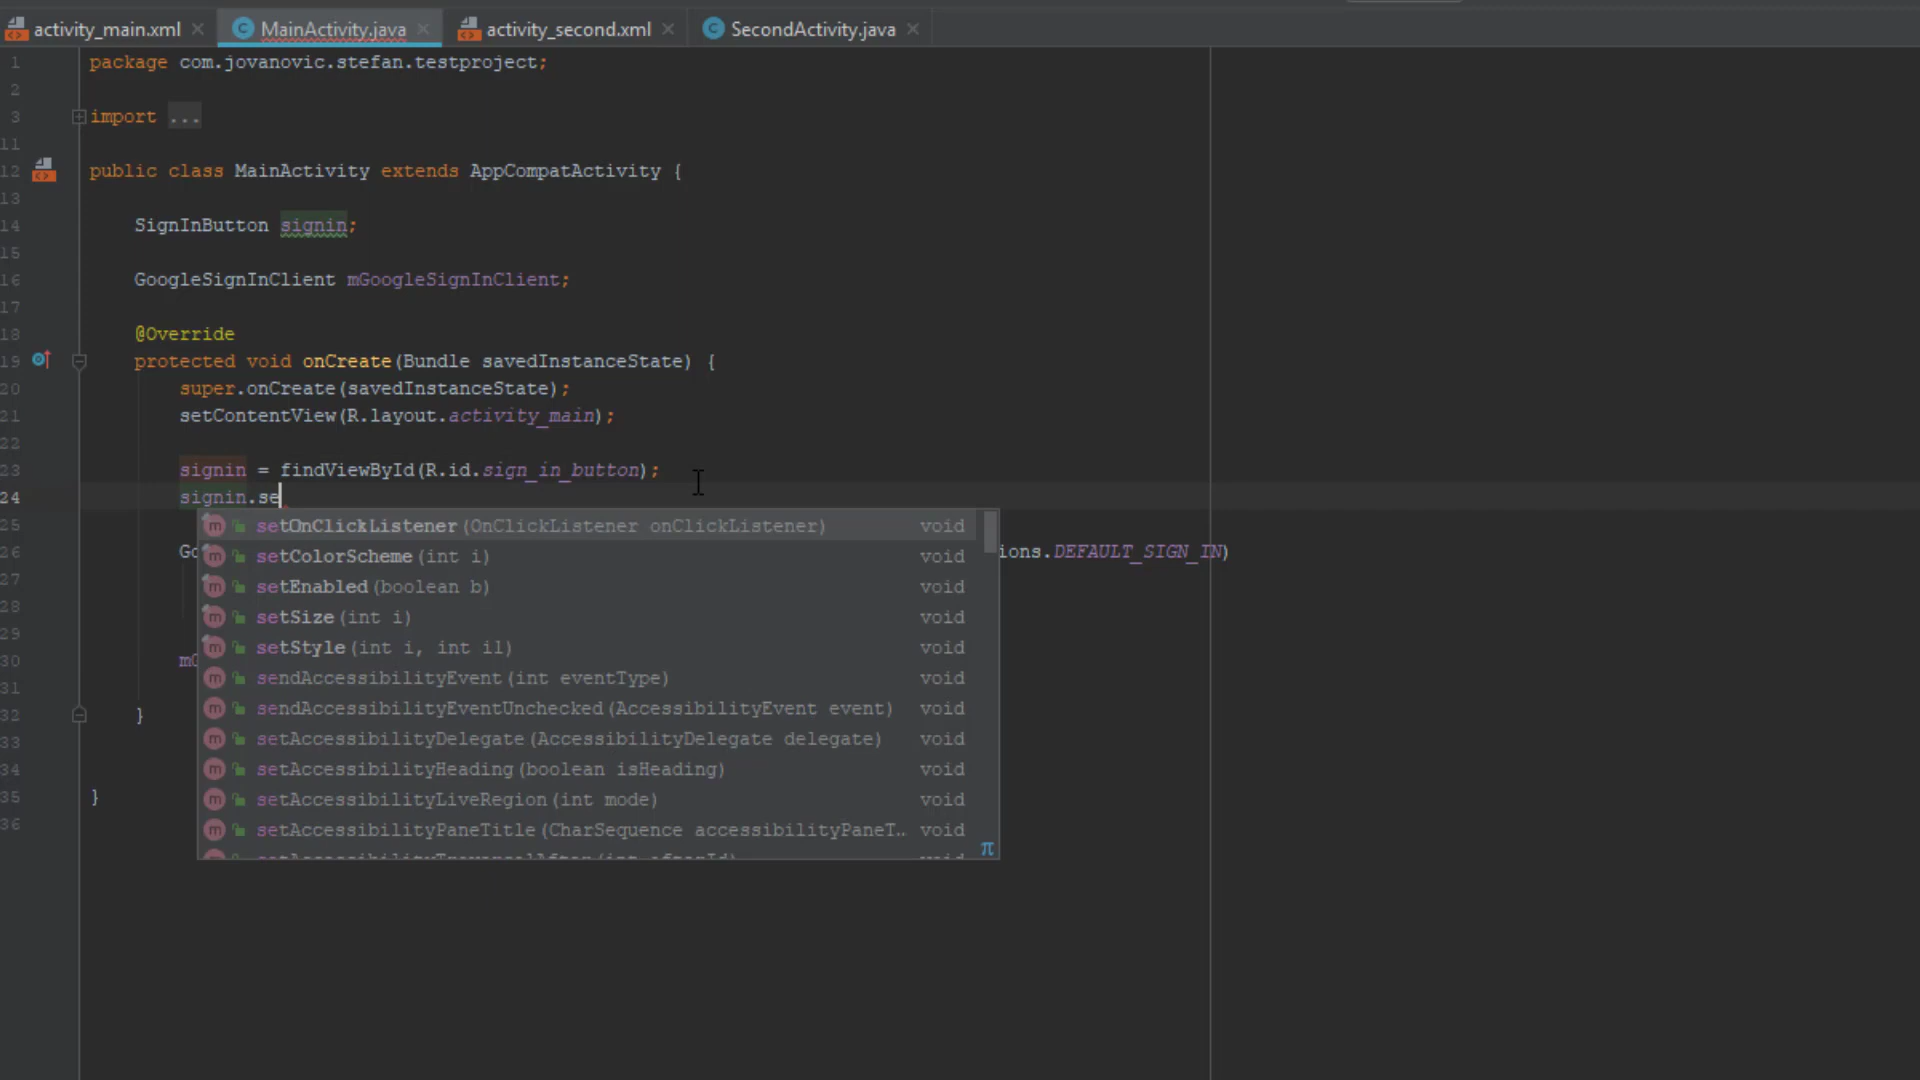 activity_main.xml MainActivity.java activity_second.xml SecondActivity.java
1 package com.jovanovic.stefan.testproject;
2
3 import ...
11
12 public class MainActivity extends AppCompatActivity {
13
14 SignInButton signin;
15
16 GoogleSignInClient mGoogleSignInClient;
17
18 @Override
19 protected void onCreate(Bundle savedInstanceState) {
20 super.onCreate(savedInstanceState);
21 setContentView(R.layout.activity_main);
22
23 signin = findViewById(R.id.sign_in_button);
24 signin.se
25 setOnClickListener(OnClickListener onClickListener) void
26 Go ions.DEFAULT_SIGN_IN)
setColorScheme(int i) void
27 setEnabled(boolean b) void
28 setSize(int i) void
29 setStyle(int i, int i1) void
30 mG
sendAccessibilityEvent(int eventType) void
31 sendAccessibilityEventUnchecked(AccessibilityEvent event) void
32 }
33 setAccessibilityDelegate(AccessibilityDelegate delegate) void
34 setAccessibilityHeading(boolean isHeading) void
35 }
setAccessibilityLiveRegion(int mode) void
36 setAccessibilityPaneTitle(CharSequence accessibilityPaneT… void
π